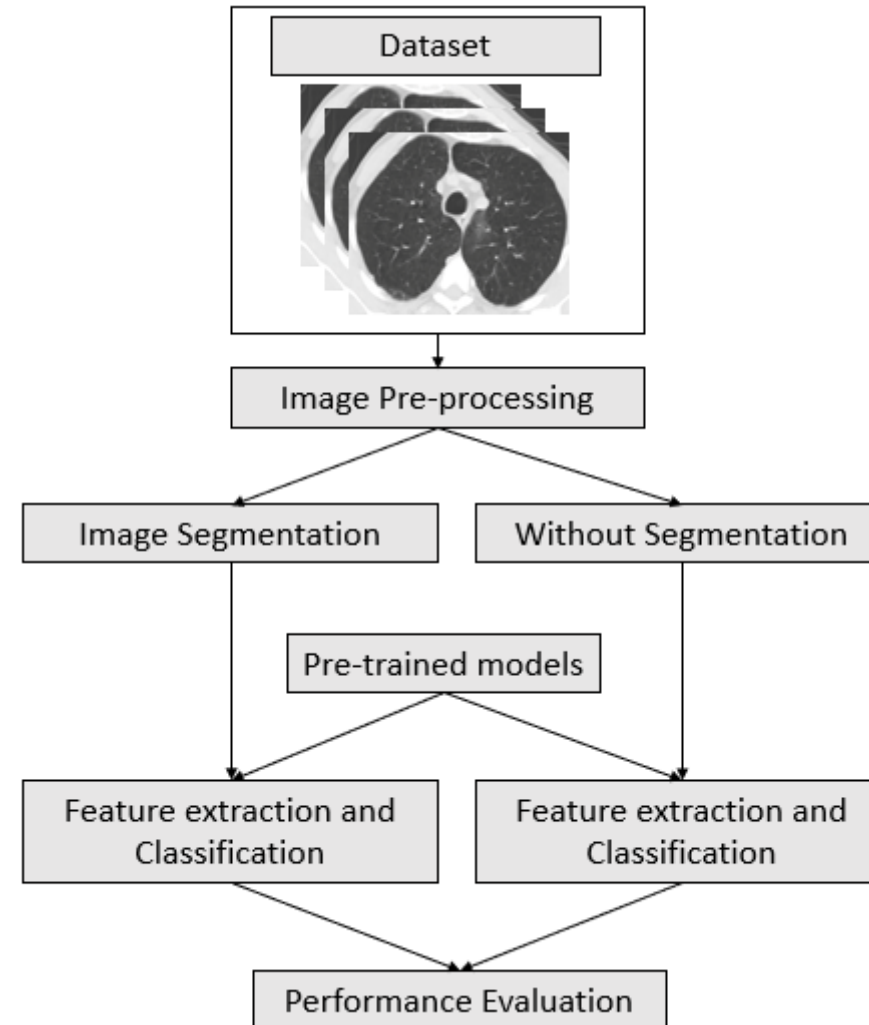 Dataset
Image Pre-processing
Image Segmentation
Without Segmentation
Pre-trained models
Feature extraction and
Classification
Feature extraction and
Classification
Performance Evaluation